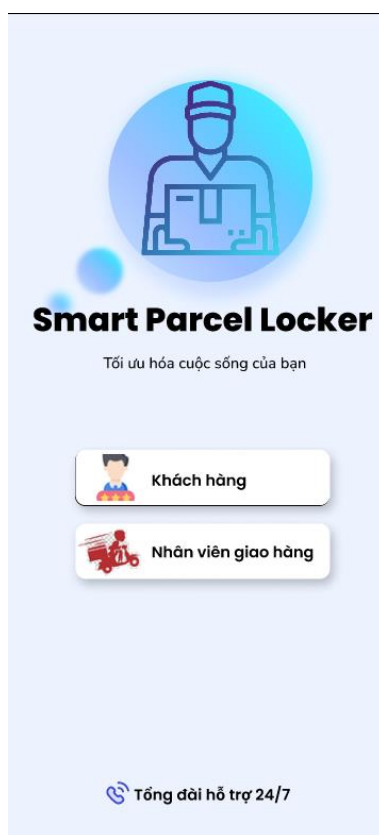 Smart Parcel Locker
Tối ưu hóa cuộc sống của bạn
Khách hàng
Nhân viên giao hàng
Tổng đài hỗ trợ 24/7